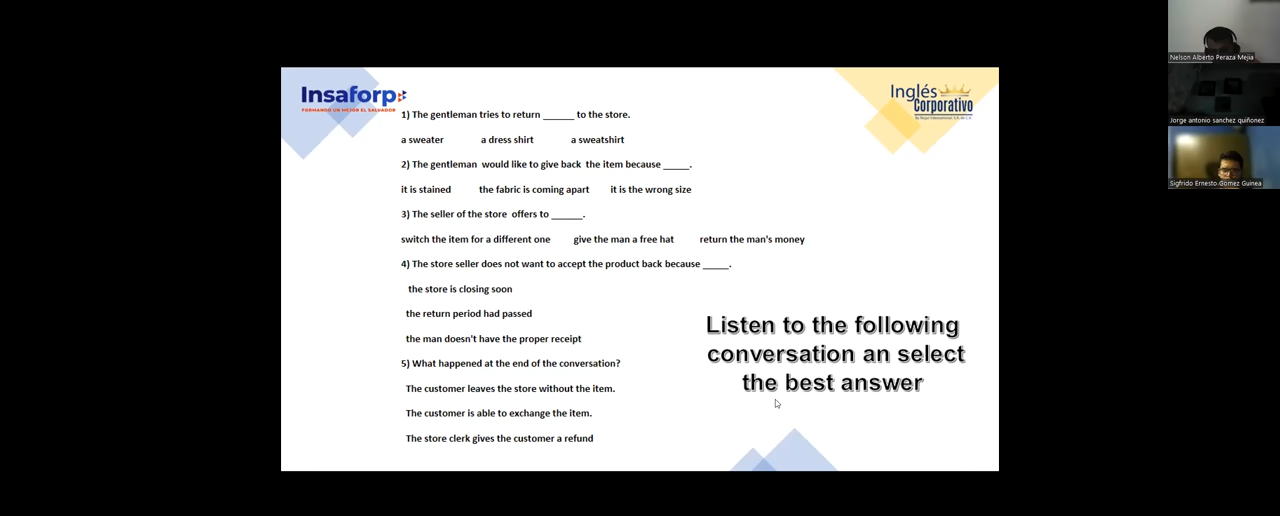 Insaforp
FORMANDO UN MEJOR EL SALVADOR
Inglés
Corporativo
1) The gentleman tries to return ______ to the store.
a sweater a dress shirt a sweatshirt
2) The gentleman would like to give back the item because _____.
it is stained the fabric is coming apart it is the wrong size
3) The seller of the store offers to ______.
switch the item for a different one give the man a free hat return the man's money
4) The store seller does not want to accept the product back because _____.
the store is closing soon
the return period had passed
the man doesn't have the proper receipt
5) What happened at the end of the conversation?
The customer leaves the store without the item.
The customer is able to exchange the item.
The store clerk gives the customer a refund
Listen to the following
conversation an select
the best answer
Nelson Alberto Peraza Mejia
Jorge antonio sanchez quiñonez
Sigfrido Ernesto Gomez Guinea